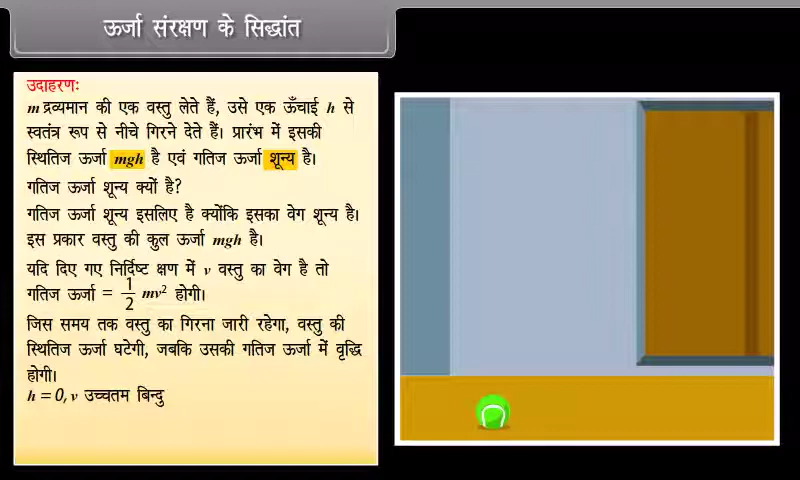 ऊर्जा संरक्षण के सिद्धांत
उदाहरणः
m द्रव्यमान की एक वस्तु लेते हैं, उसे एक ऊँचाई h से
स्वतंत्र रूप से नीचे गिरने देते हैं। प्रारंभ में इसकी
स्थितिज ऊर्जा mgh है एवं गतिज ऊर्जा शून्य है।
गतिज ऊर्जा शून्य क्यों है?
गतिज ऊर्जा शून्य इसलिए है क्योंकि इसका वेग शून्य है।
इस प्रकार वस्तु की कुल ऊर्जा mgh है।
यदि दिए गए निर्दिष्ट क्षण में v वस्तु का वेग है तो
गतिज ऊर्जा = 1/2 mv² होगी।
जिस समय तक वस्तु का गिरना जारी रहेगा, वस्तु की
स्थितिज ऊर्जा घटेगी, जबकि उसकी गतिज ऊर्जा में वृद्धि
होगी।
h = 0, v उच्चतम बिन्दु